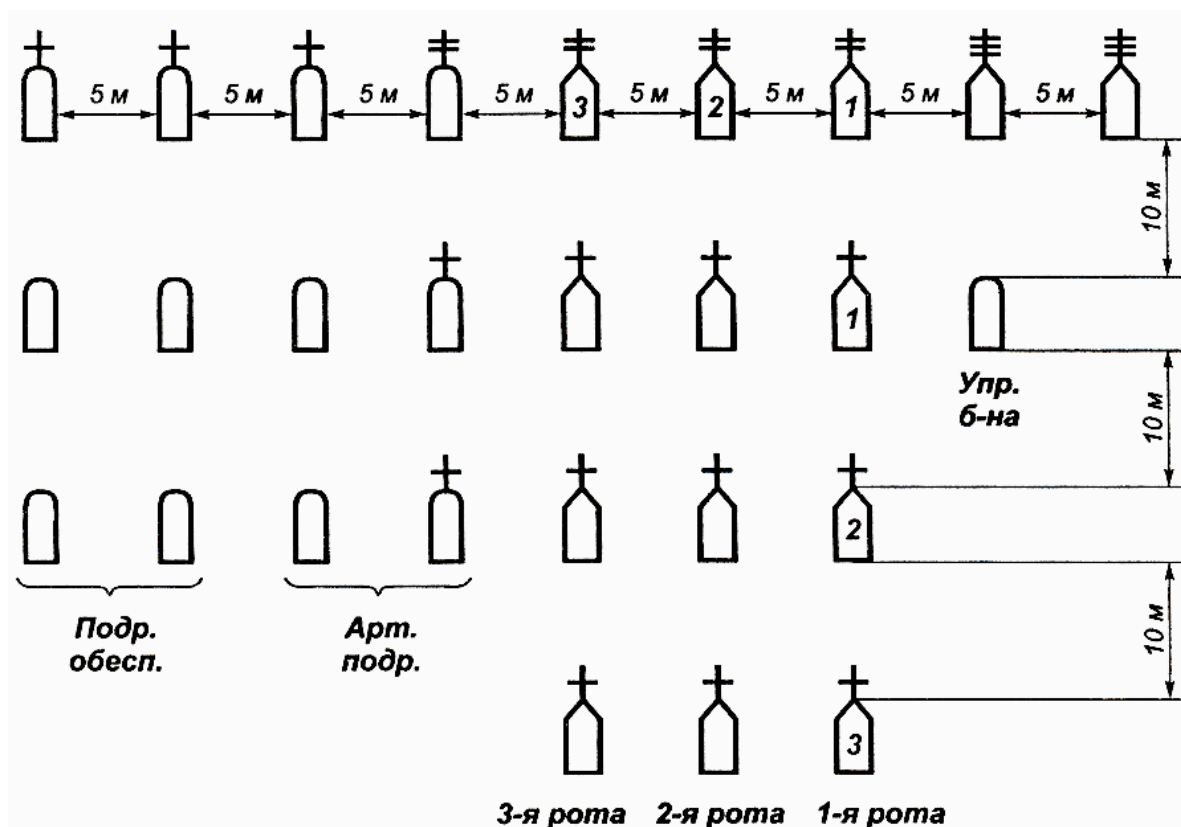 5 м 5 м 5 м 5 м 5 м 5 м 5 м 5 м
3 2 1
10 м
1
Упр.
б-на
10 м
2
Подр.
обесп.
Арт.
подр.
10 м
3
3-я рота 2-я рота 1-я рота